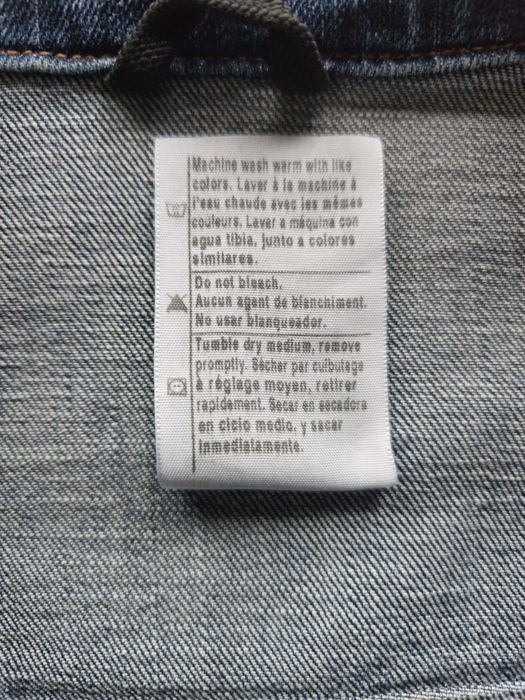 Machine wash warm with like
colors. Laver à la machine à
l'eau chaude avec les mêmes
couleurs. Lavar a máquina con
agua tibia, junto a colores
similares.
Do not bleach.
Aucun agent de blanchiment.
No usar blanqueador.
Tumble dry medium, remove
promptly. Sécher par culbutage
à réglage moyen, retirer
rapidement. Secar en secadora
en ciclo medio, y sacar
inmediatamente.